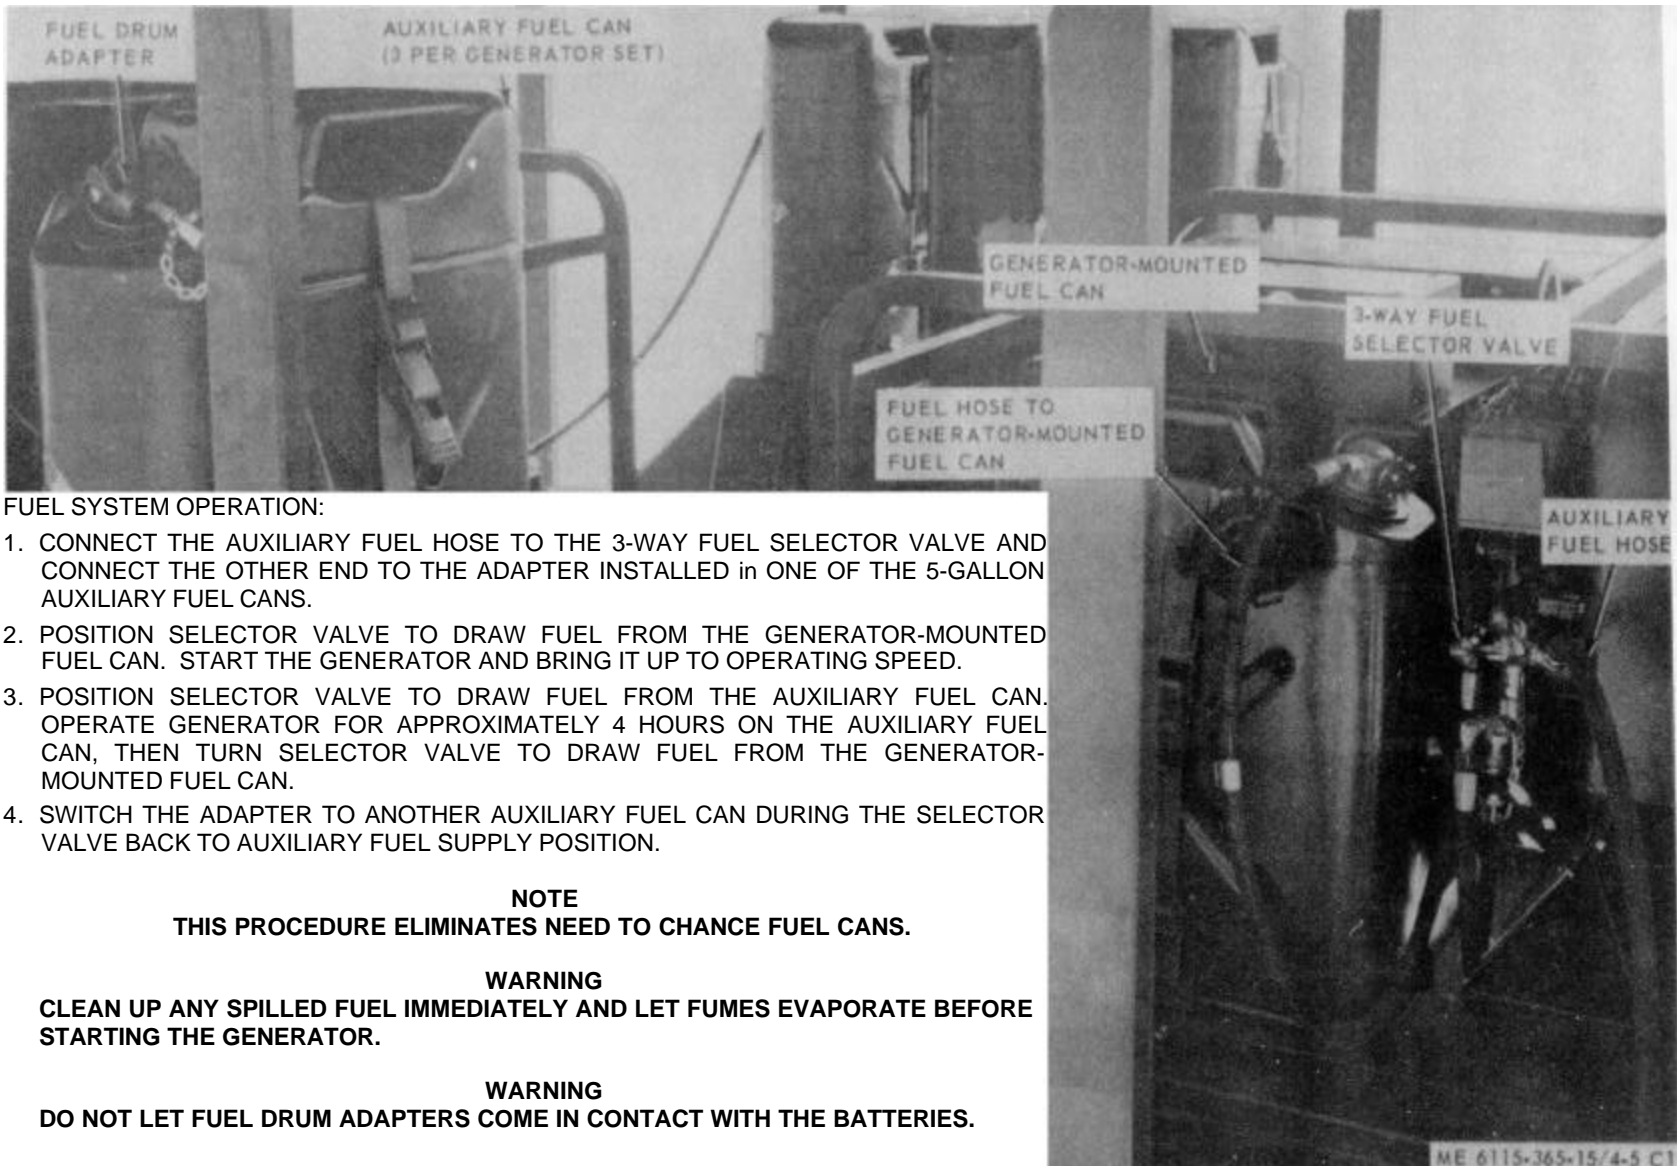 FUEL DRUM
ADAPTER
AUXILIARY FUEL CAN
(3 PER GENERATOR SET)
GENERATOR-MOUNTED
FUEL CAN
3-WAY FUEL
SELECTOR VALVE
FUEL HOSE TO
GENERATOR-MOUNTED
FUEL CAN
AUXILIARY
FUEL HOSE
FUEL SYSTEM OPERATION:
1. CONNECT THE AUXILIARY FUEL HOSE TO THE 3-WAY FUEL SELECTOR VALVE AND
CONNECT THE OTHER END TO THE ADAPTER INSTALLED in ONE OF THE 5-GALLON
AUXILIARY FUEL CANS.
2. POSITION SELECTOR VALVE TO DRAW FUEL FROM THE GENERATOR-MOUNTED
FUEL CAN. START THE GENERATOR AND BRING IT UP TO OPERATING SPEED.
3. POSITION SELECTOR VALVE TO DRAW FUEL FROM THE AUXILIARY FUEL CAN.
OPERATE GENERATOR FOR APPROXIMATELY 4 HOURS ON THE AUXILIARY FUEL
CAN, THEN TURN SELECTOR VALVE TO DRAW FUEL FROM THE GENERATOR-
MOUNTED FUEL CAN.
4. SWITCH THE ADAPTER TO ANOTHER AUXILIARY FUEL CAN DURING THE SELECTOR
VALVE BACK TO AUXILIARY FUEL SUPPLY POSITION.
NOTE
THIS PROCEDURE ELIMINATES NEED TO CHANCE FUEL CANS.
WARNING
CLEAN UP ANY SPILLED FUEL IMMEDIATELY AND LET FUMES EVAPORATE BEFORE
STARTING THE GENERATOR.
WARNING
DO NOT LET FUEL DRUM ADAPTERS COME IN CONTACT WITH THE BATTERIES.
ME 6115-365-15/4-5 C1